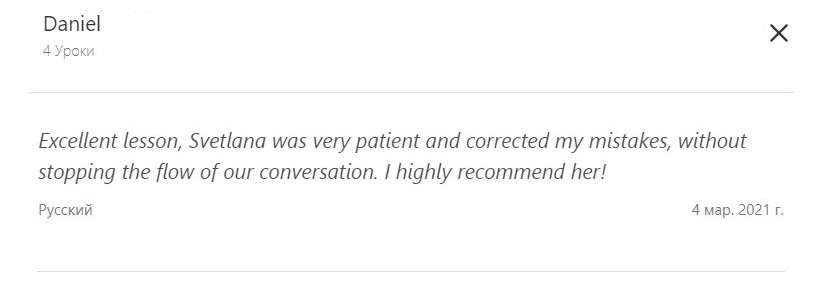 Daniel
4 Уроки
Excellent lesson, Svetlana was very patient and corrected my mistakes, without
stopping the flow of our conversation. I highly recommend her!
Русский
4 мар. 2021 г.